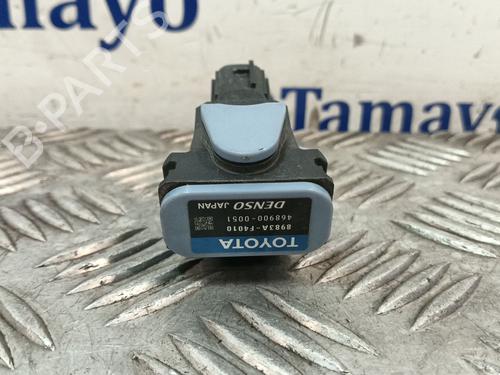 Tamayo
B-PARTS
Tamayo
TOYOTA
8983A-F4010
468900-0051
DENSO JAPAN